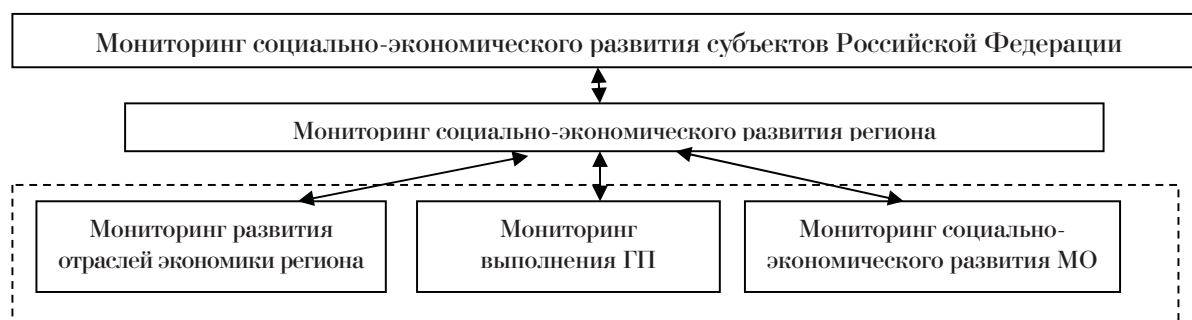 Мониторинг социально-экономического развития субъектов Российской Федерации
Мониторинг социально-экономического развития региона
Мониторинг развития
отраслей экономики региона
Мониторинг
выполнения ГП
Мониторинг социально-
экономического развития МО